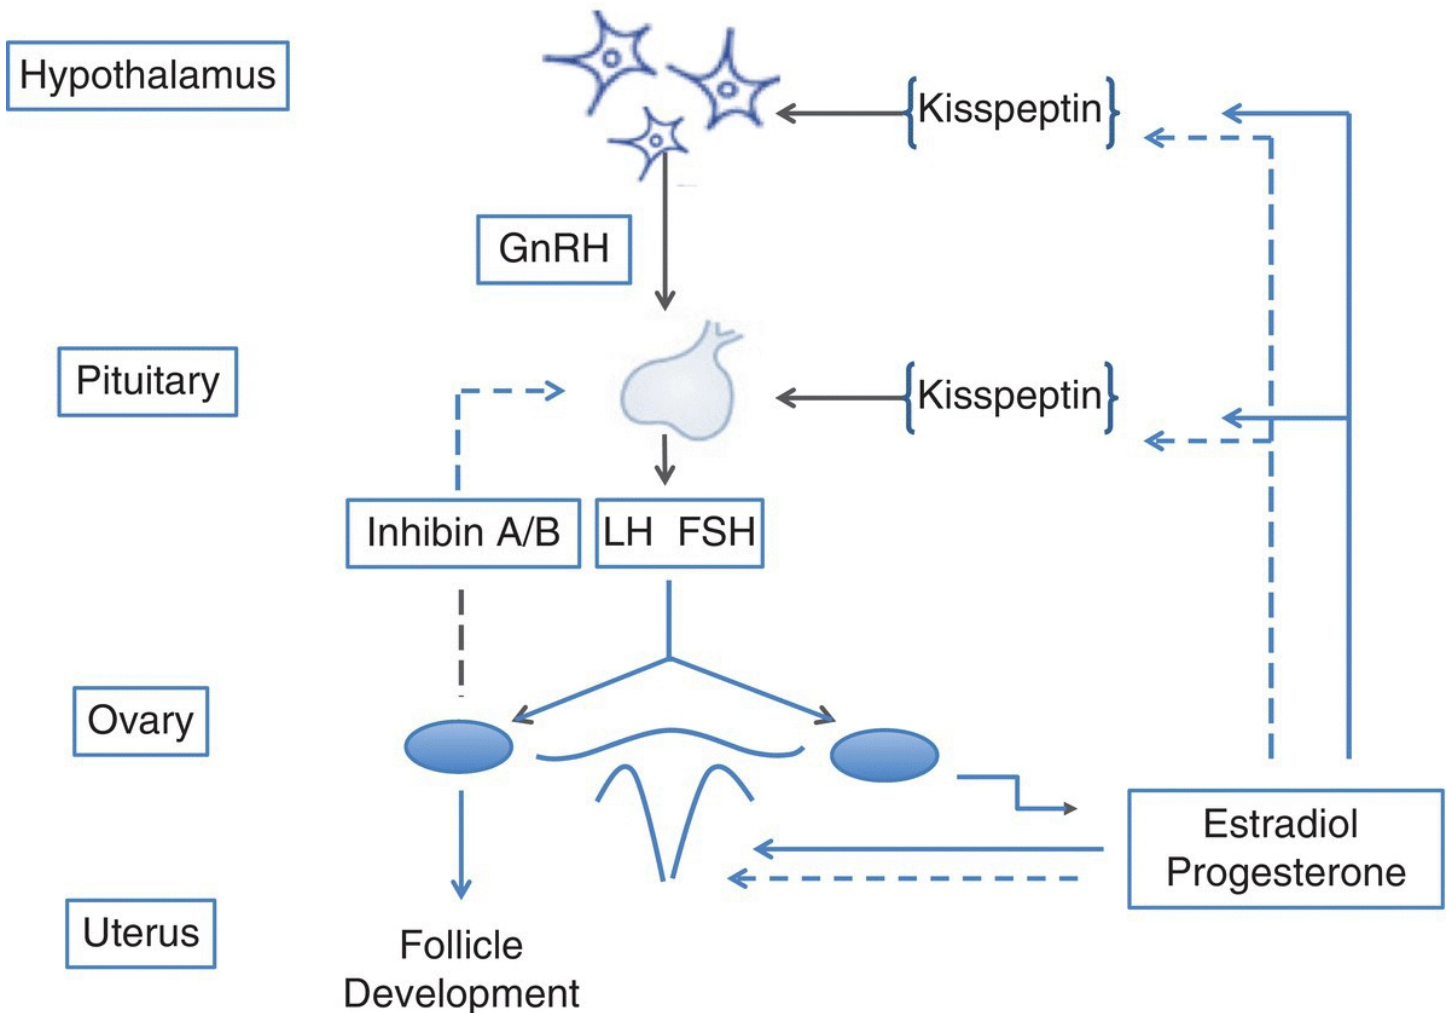 Hypothalamus
{Kisspeptin}
GnRH
Pituitary
{Kisspeptin}
Inhibin A/B
LH FSH
Ovary
Estradiol
Progesterone
Uterus
Follicle
Development